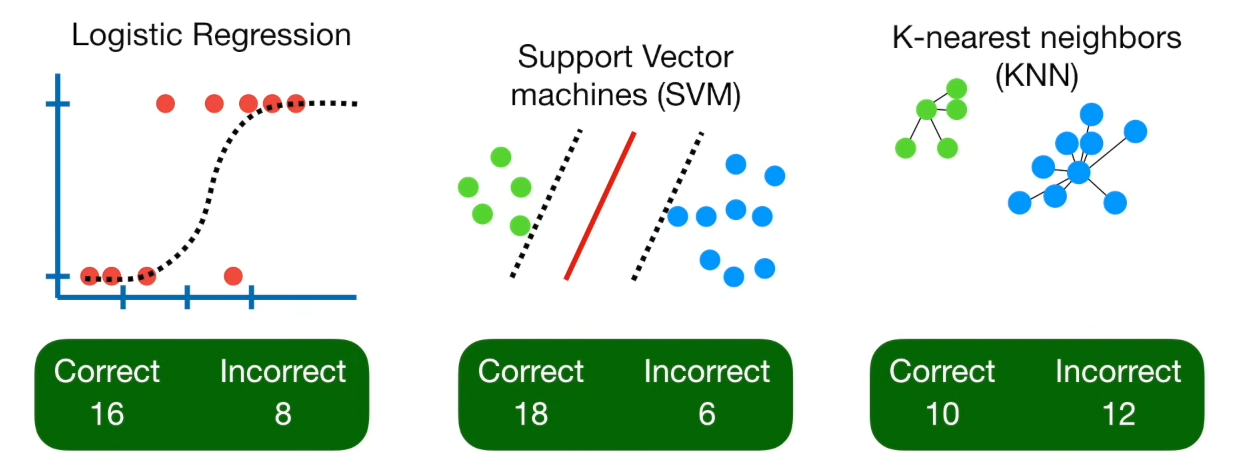 Logistic Regression
Support Vector
machines (SVM)
K-nearest neighbors
(KNN)
Correct Incorrect
16 8
Correct Incorrect
18 6
Correct Incorrect
10 12